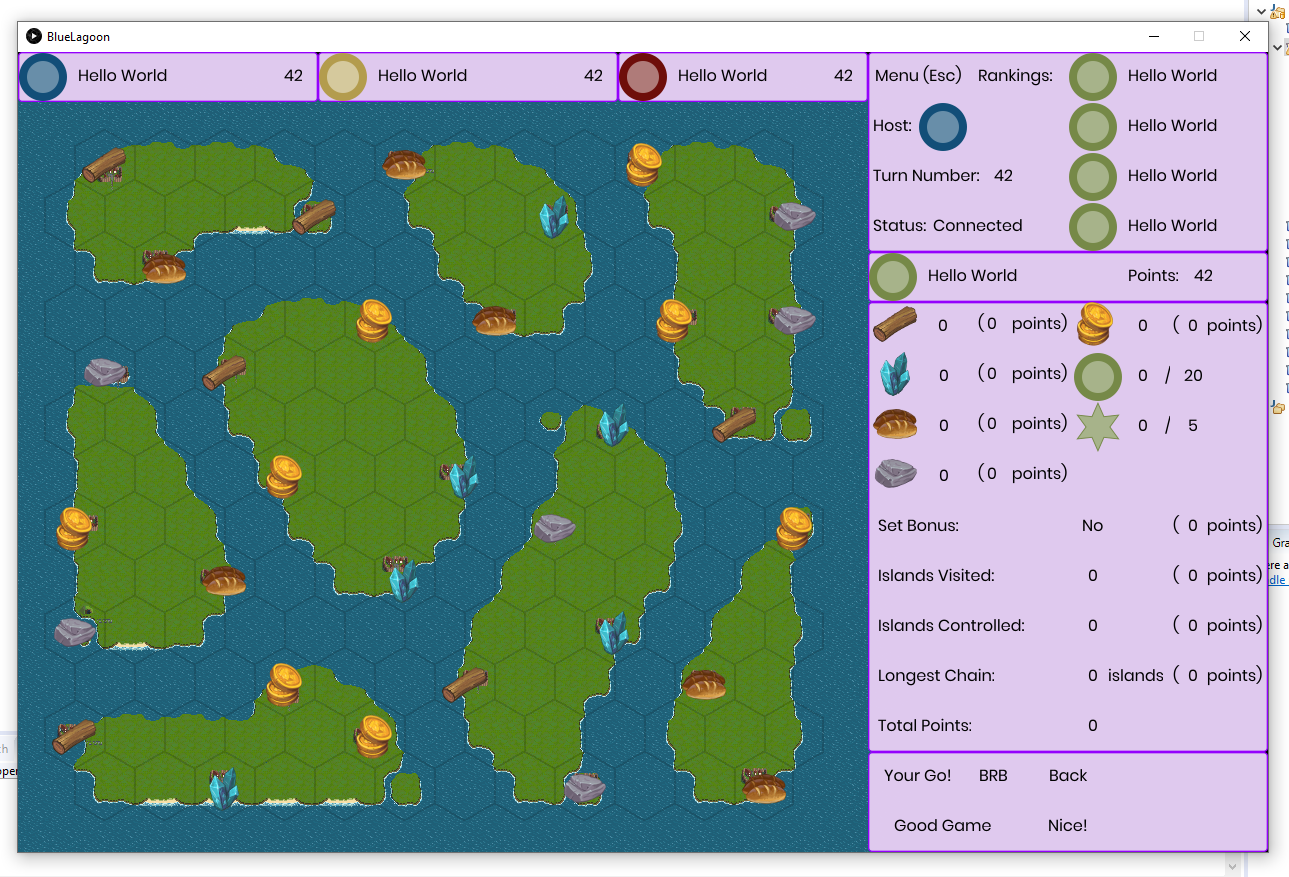 BlueLagoon
Hello World 42 Hello World 42 Hello World 42
Menu (Esc) Rankings: Hello World
Host: Hello World
Turn Number: 42 Hello World
Status: Connected Hello World
Hello World Points: 42
0 (0 points) 0 ( 0 points)
0 (0 points) 0 / 20
0 (0 points) 0 / 5
0 (0 points)
Set Bonus: No ( 0 points)
Islands Visited: 0 ( 0 points)
Islands Controlled: 0 ( 0 points)
Longest Chain: 0 islands ( 0 points)
Total Points: 0
Your Go! BRB Back
Good Game Nice!